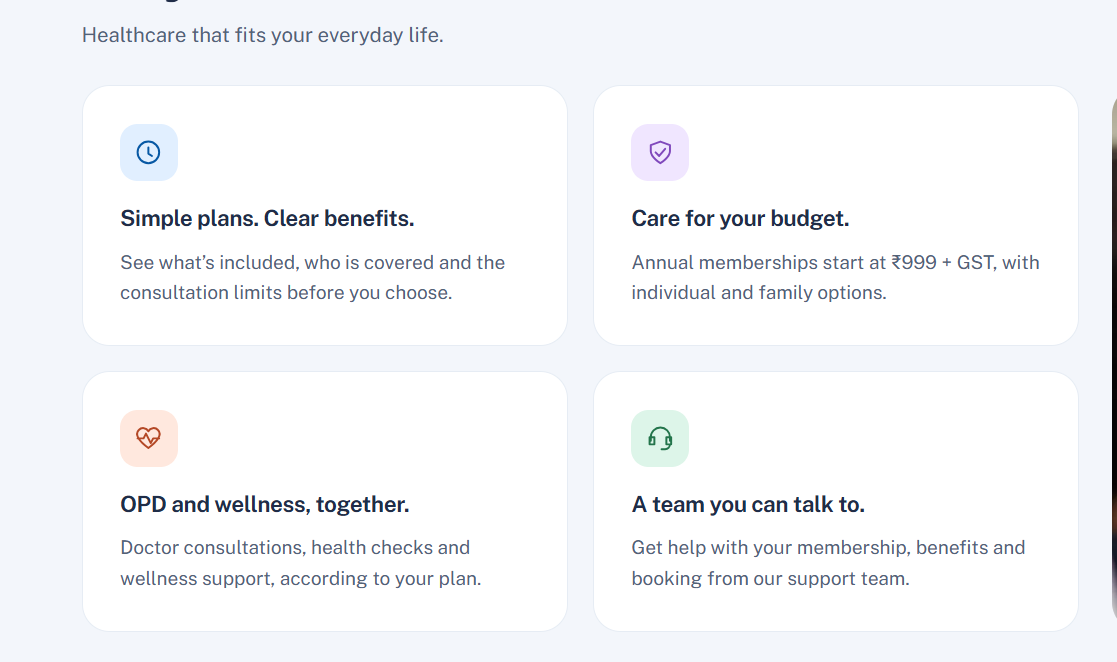 Healthcare that fits your everyday life.
Simple plans. Clear benefits.
See what’s included, who is covered and the
consultation limits before you choose.
Care for your budget.
Annual memberships start at ₹999 + GST, with
individual and family options.
OPD and wellness, together.
Doctor consultations, health checks and
wellness support, according to your plan.
A team you can talk to.
Get help with your membership, benefits and
booking from our support team.